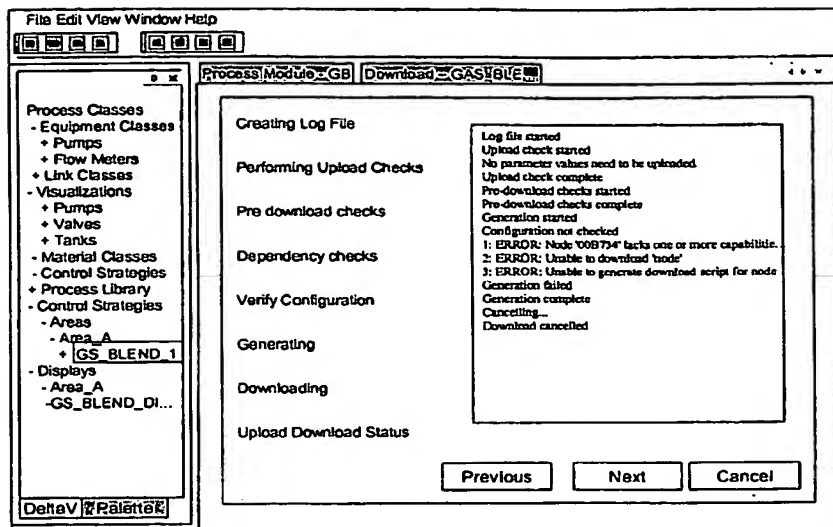 File Edit View Window Help
Process Module - GB
Download - GAS BLE
Process Classes
- Equipment Classes
+ Pumps
+ Flow Meters
+ Link Classes
- Visualizations
+ Pumps
+ Valves
+ Tanks
- Material Classes
- Control Strategies
+ Process Library
- Control Strategies
- Areas
- Area_A
+ GS_BLEND_1
- Displays
- Area_A
-GS_BLEND_DI...
DeltaV
Palette
Creating Log File
Performing Upload Checks
Pre download checks
Dependency checks
Verify Configuration
Generating
Downloading
Upload Download Status
Log file started
Upload check started
No parameter values need to be uploaded
Upload check complete
Pre-download checks started
Pre-download checks complete
Generation started
Configuration not checked
1: ERROR: Node '00B734' lacks one or more capabilitie...
2: ERROR: Unable to download 'node'
3: ERROR: Unable to generate download script for node
Generation failed
Generation complete
Cancelling...
Download cancelled
Previous
Next
Cancel